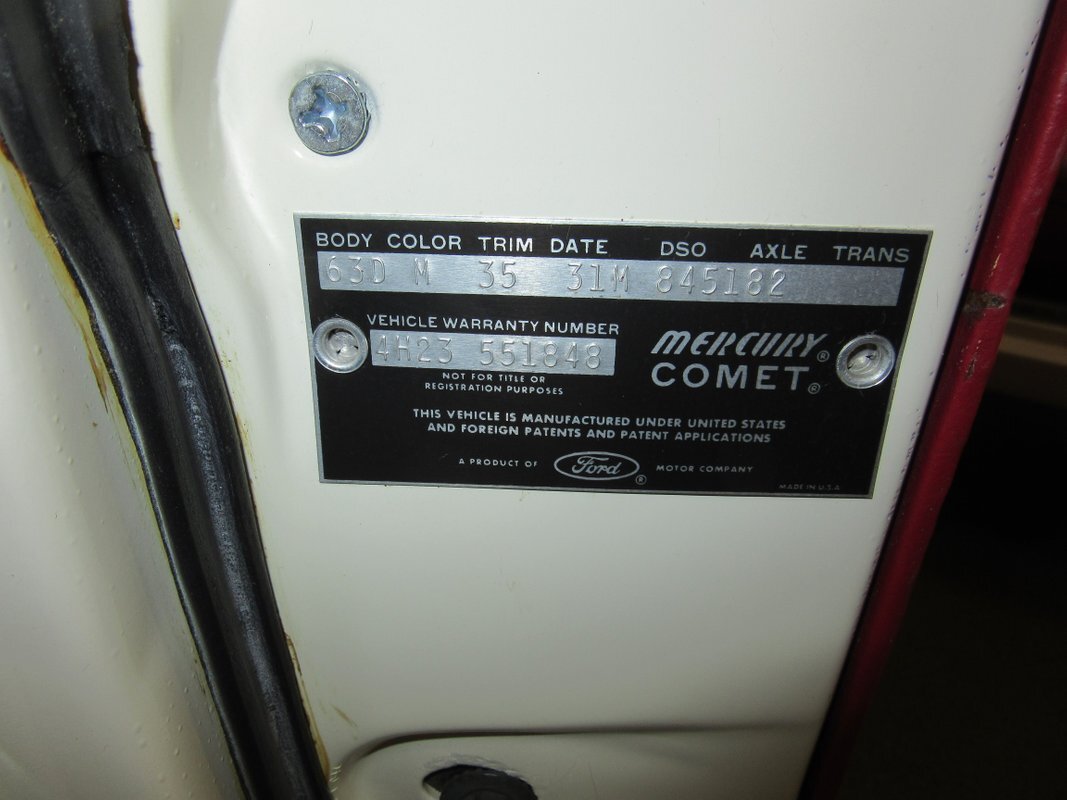 BODY COLOR TRIM DATE DSO AXLE TRANS
63D M 35 31M 845182
VEHICLE WARRANTY NUMBER
4H23 551848
NOT FOR TITLE OR
REGISTRATION PURPOSES
MERCURY®
COMET®
THIS VEHICLE IS MANUFACTURED UNDER UNITED STATES
AND FOREIGN PATENTS AND PATENT APPLICATIONS
A PRODUCT OF Ford® MOTOR COMPANY
MADE IN U.S.A